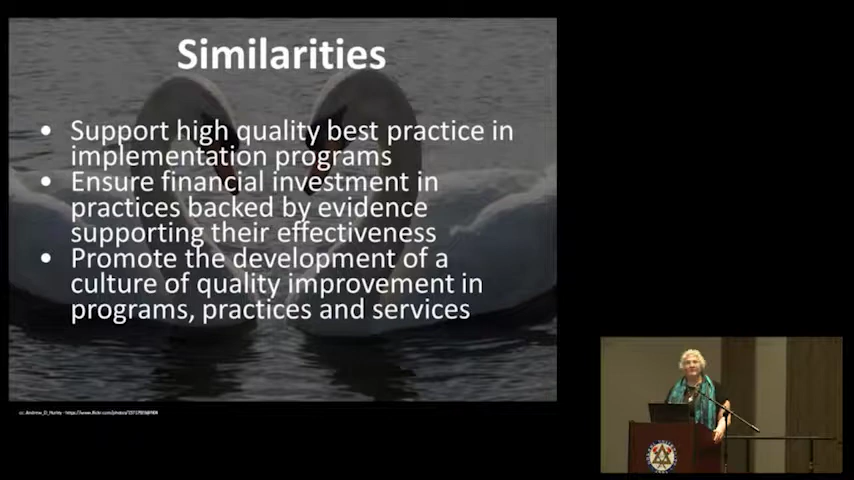 Similarities
• Support high quality best practice in
implementation programs
• Ensure financial investment in
practices backed by evidence
supporting their effectiveness
• Promote the development of a
culture of quality improvement in
programs, practices and services